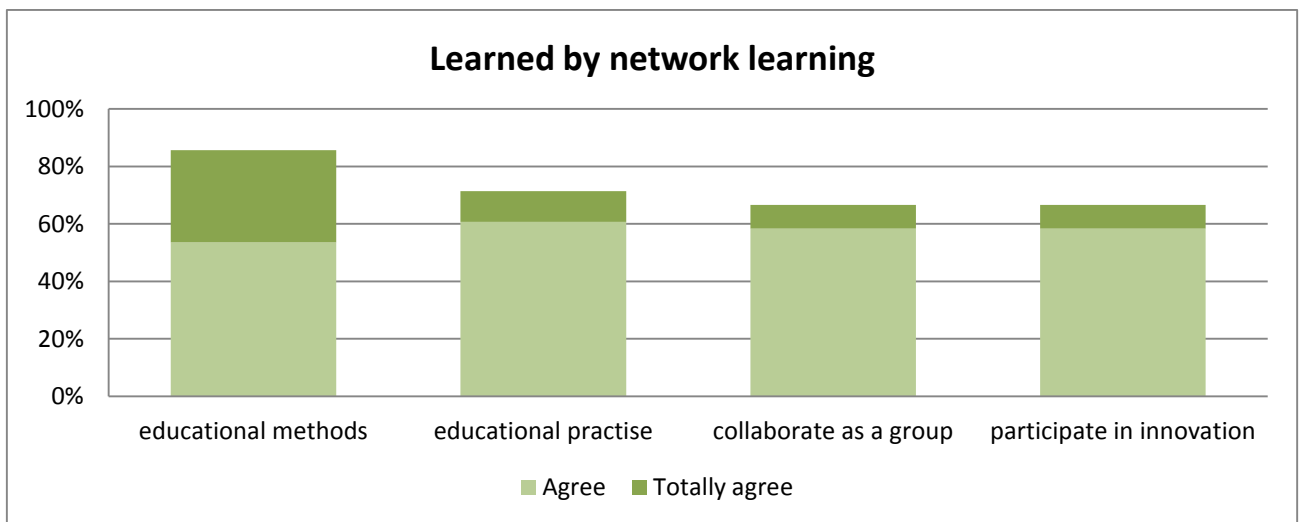 Learned by network learning
100%
80%
60%
40%
20%
0%
educational methods educational practise collaborate as a group participate in innovation
Agree Totally agree